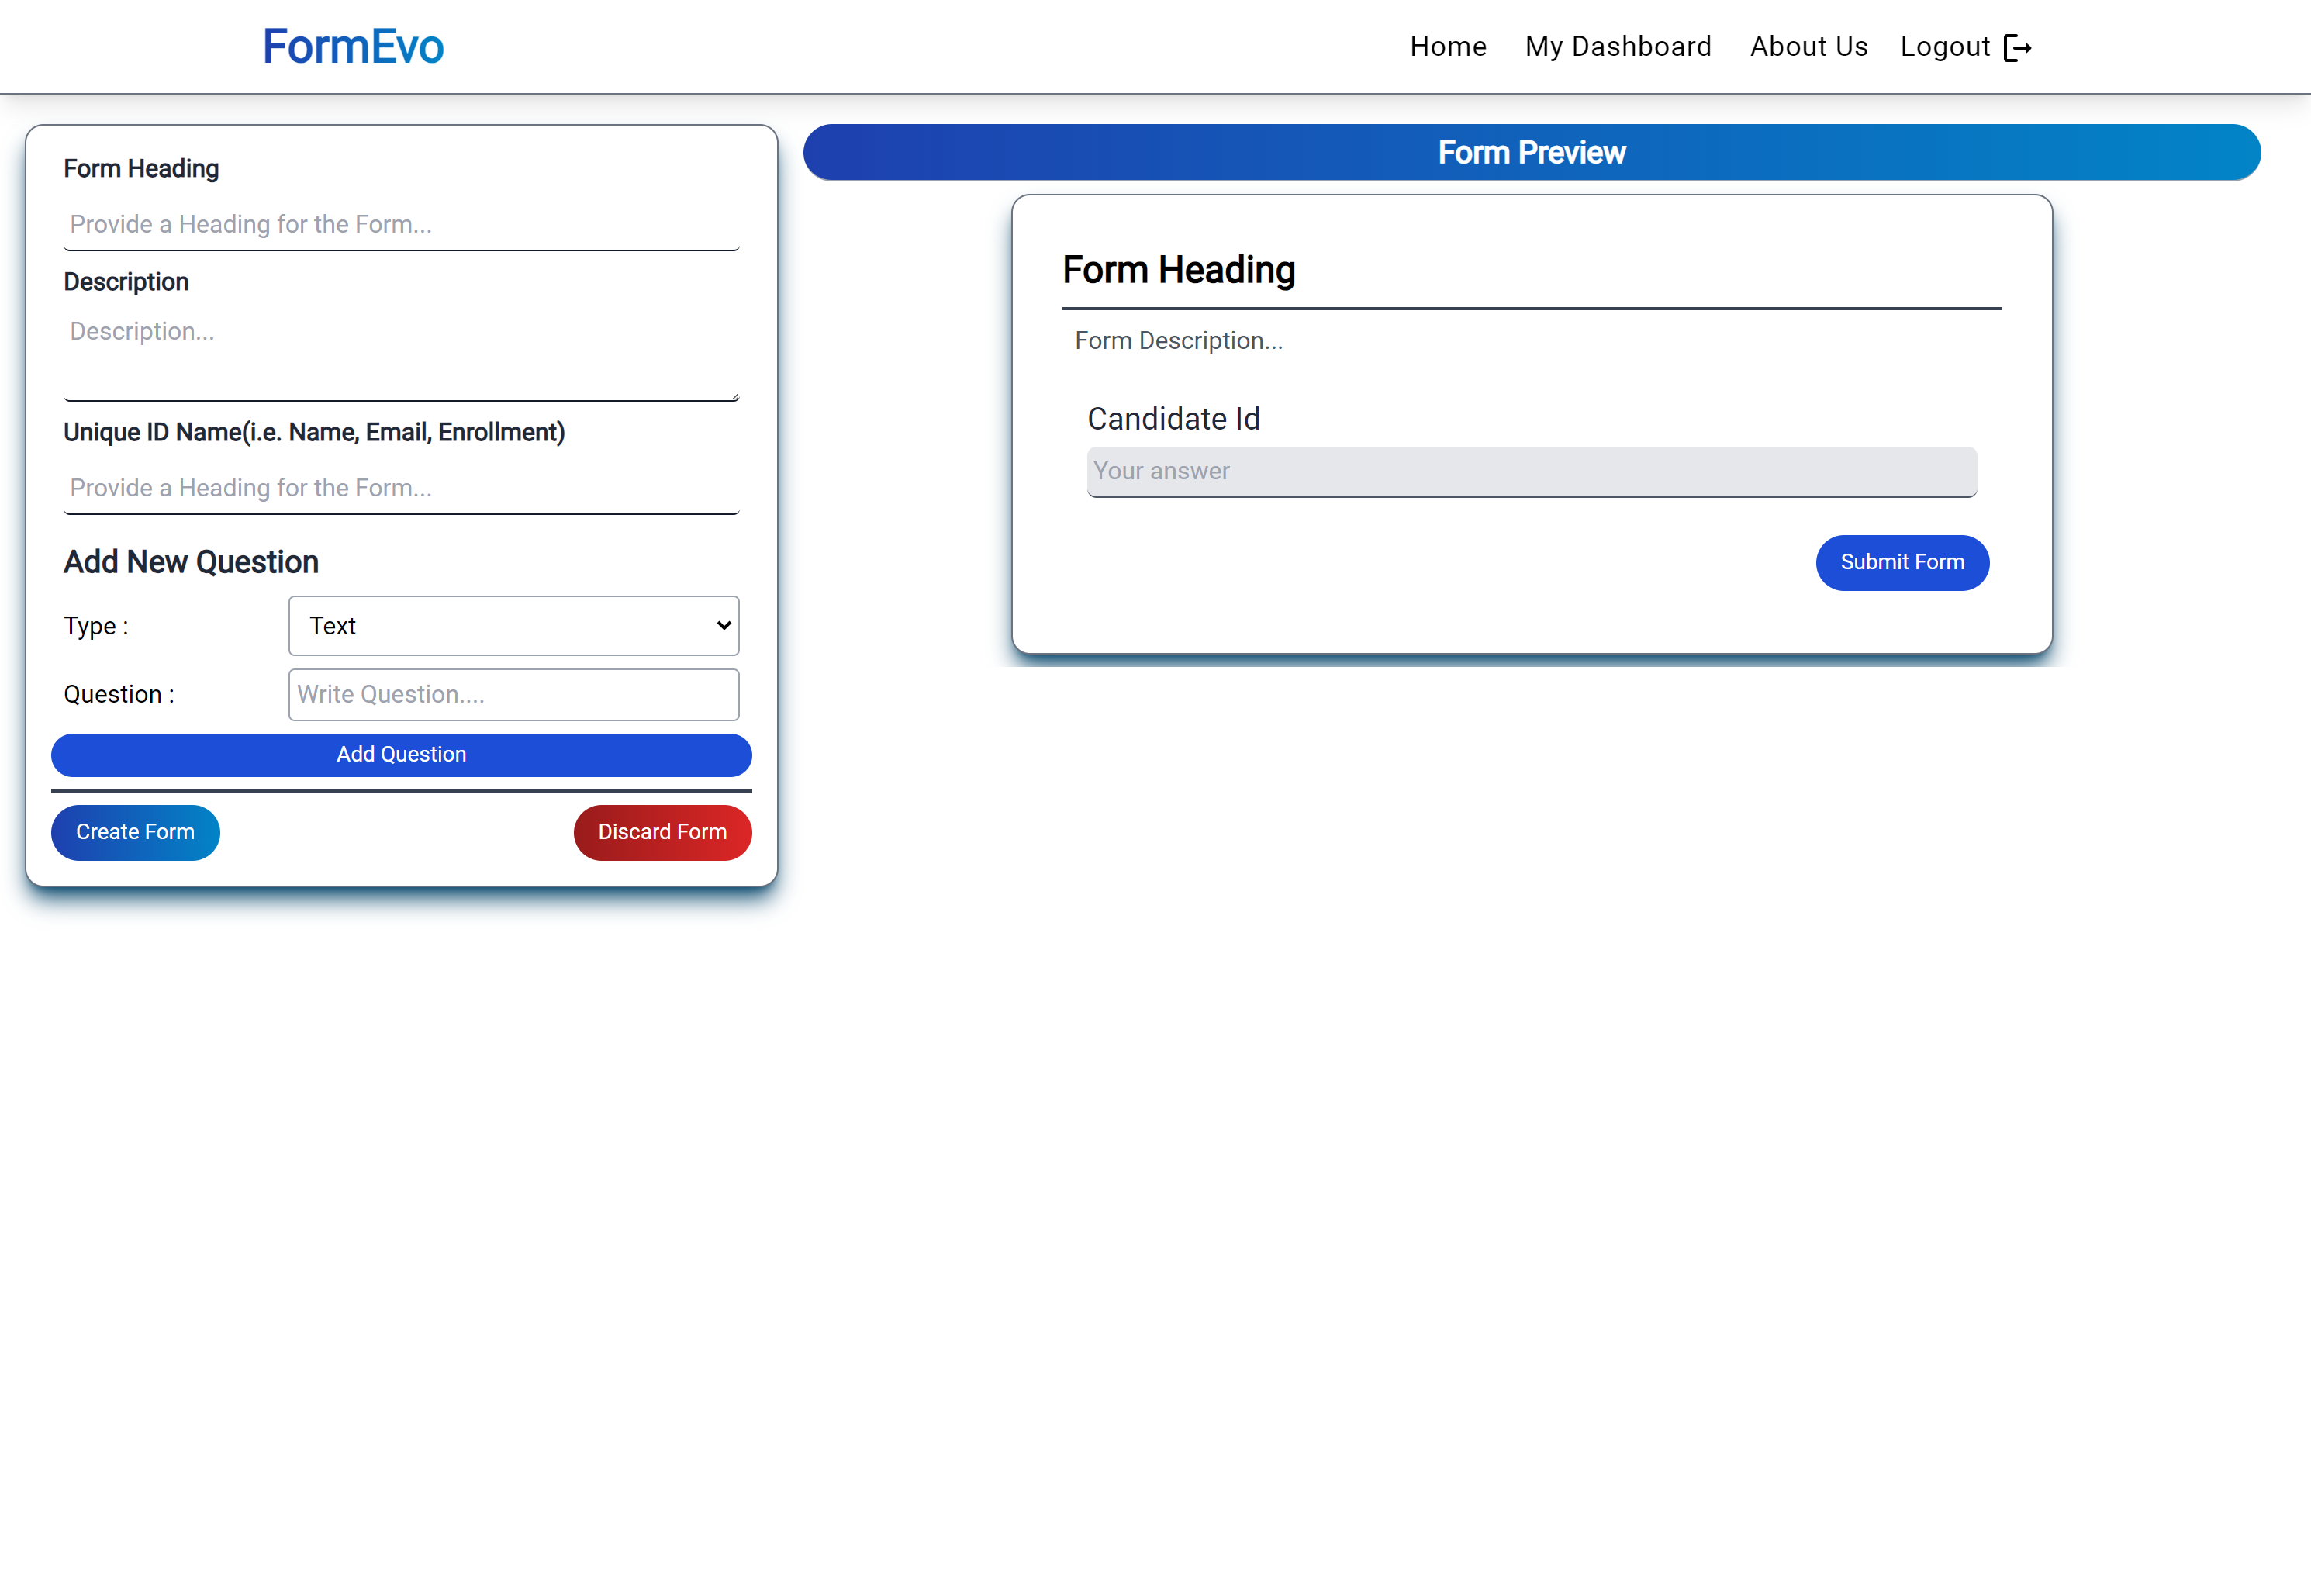 FormEvo
Home My Dashboard About Us Logout
Form Heading
Provide a Heading for the Form...
Description
Description...
Unique ID Name(i.e. Name, Email, Enrollment)
Provide a Heading for the Form...
Add New Question
Type : Text
Question : Write Question....
Add Question
Create Form Discard Form
Form Preview
Form Heading
Form Description...
Candidate Id
Your answer
Submit Form